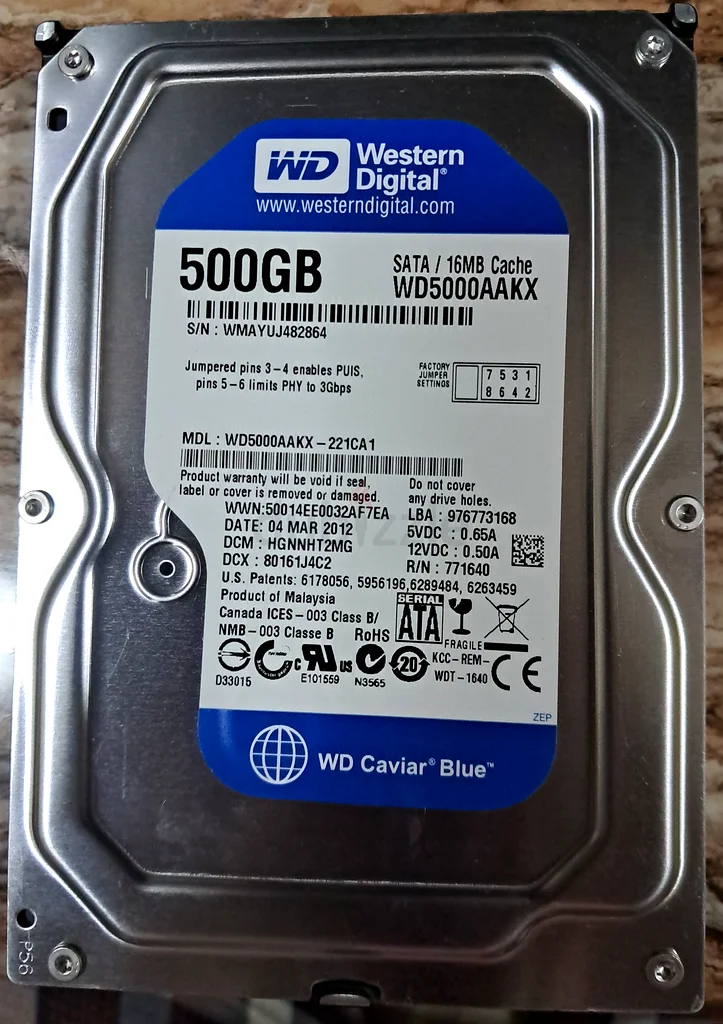 WD Western
Digital®
www.westerndigital.com
500GB
SATA / 16MB Cache
WD5000AAKX
S/N : WMAYUJ482864
Jumpered pins 3-4 enables PUIS,
pins 5-6 limits PHY to 3Gbps
FACTORY
JUMPER
SETTINGS
7 5 3 1
8 6 4 2
MDL : WD5000AAKX-221CA1
Product warranty will be void if seal,
label or cover is removed or damaged.
Do not cover
any drive holes.
WWN:50014EE0032AF7EA
LBA : 976773168
DATE: 04 MAR 2012
5VDC : 0.65A
DCM : HGNNHT2MG
12VDC : 0.50A
DCX : 80161J4C2
R/N : 771640
U.S. Patents: 6178056, 5956196, 6289484, 6263459
Product of Malaysia
Canada ICES-003 Class B/
NMB-003 Classe B
RoHS
SERIAL
ATA
FRAGILE
D33015
c US
E101559
N3565
20
KCC-REM-
WDT-1640
CE
ZEP
WD Caviar® Blue™
P56